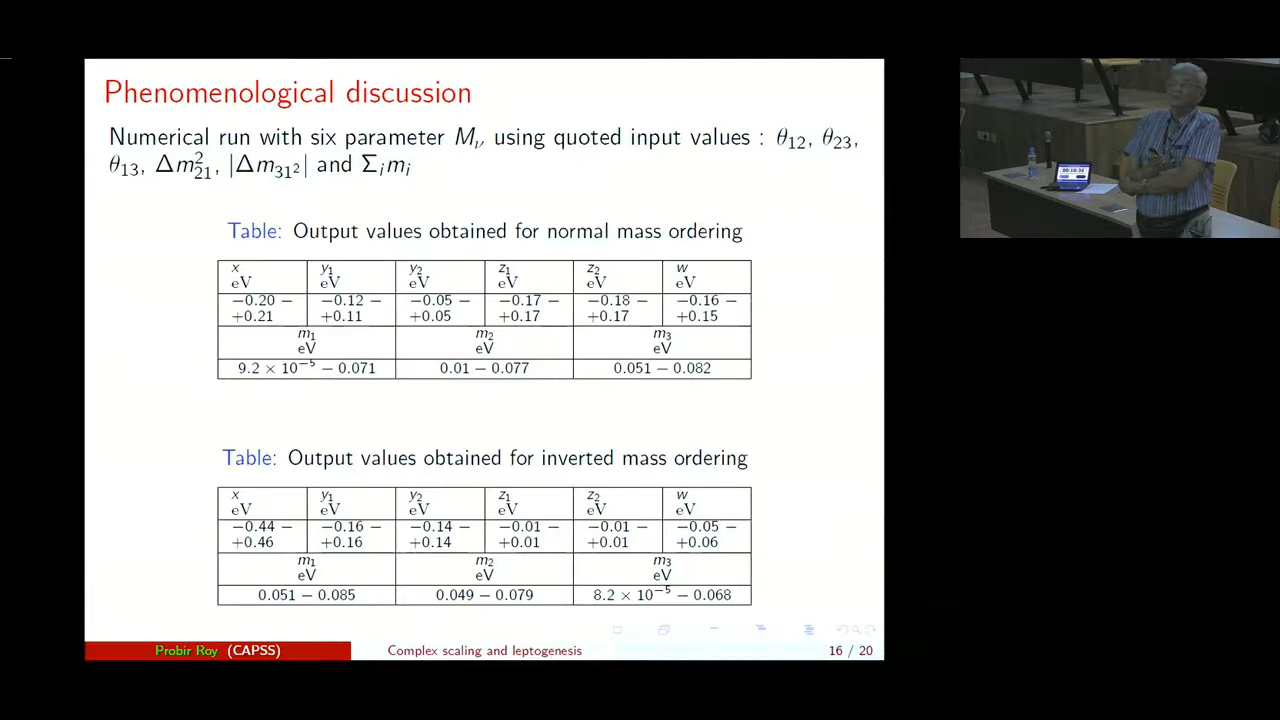 Phenomenological discussion
Numerical run with six parameter Mν using quoted input values : θ12, θ23,
θ13, Δm²21, |Δm31²| and Σimi
Table: Output values obtained for normal mass ordering
x y1 y2 z1 z2 w
eV eV eV eV eV eV
−0.20 − −0.12 − −0.05 − −0.17 − −0.18 − −0.16 −
+0.21 +0.11 +0.05 +0.17 +0.17 +0.15
m1 m2 m3
eV eV eV
9.2 × 10⁻⁵ − 0.071 0.01 − 0.077 0.051 − 0.082
Table: Output values obtained for inverted mass ordering
x y1 y2 z1 z2 w
eV eV eV eV eV eV
−0.44 − −0.16 − −0.14 − −0.01 − −0.01 − −0.05 −
+0.46 +0.16 +0.14 +0.01 +0.01 +0.06
m1 m2 m3
eV eV eV
0.051 − 0.085 0.049 − 0.079 8.2 × 10⁻⁵ − 0.068
Probir Roy (CAPSS) Complex scaling and leptogenesis 16 / 20